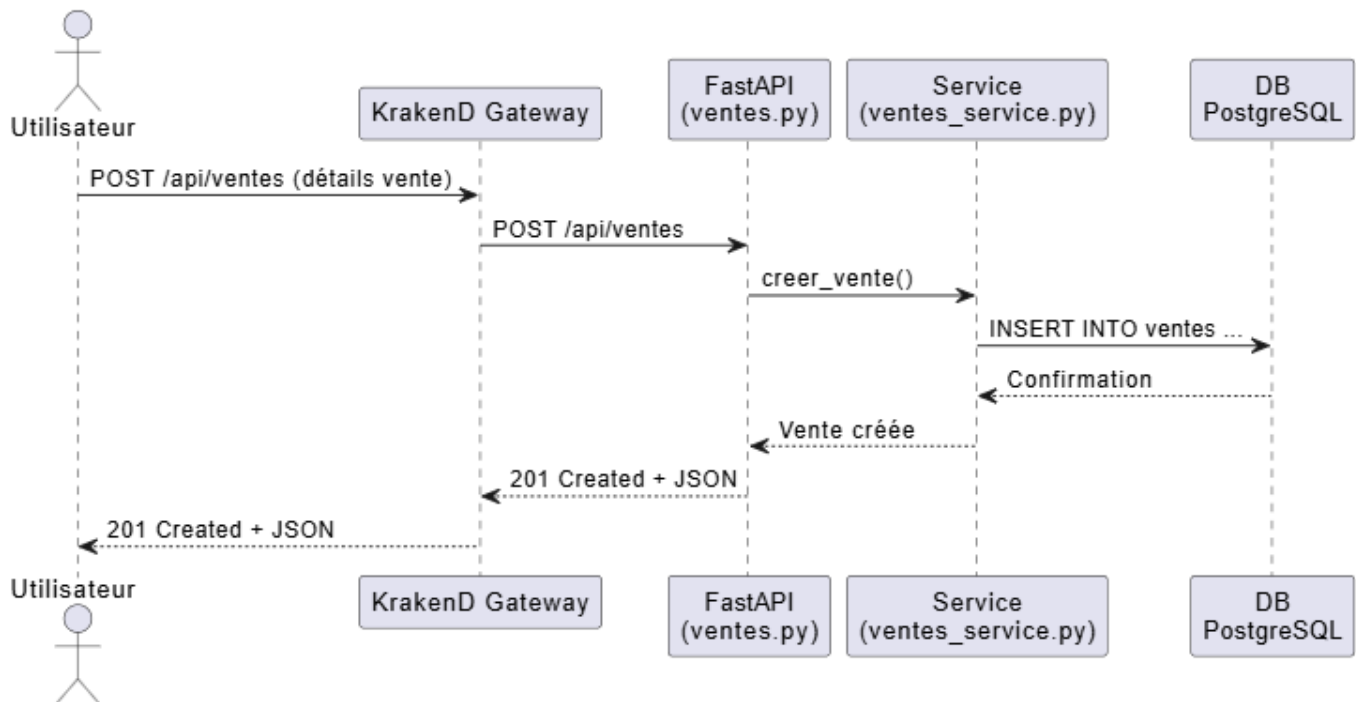 Utilisateur
KrakenD Gateway
FastAPI
(ventes.py)
Service
(ventes_service.py)
DB
PostgreSQL
POST /api/ventes (détails vente)
POST /api/ventes
creer_vente()
INSERT INTO ventes ...
Confirmation
Vente créée
201 Created + JSON
201 Created + JSON
Utilisateur
KrakenD Gateway
FastAPI
(ventes.py)
Service
(ventes_service.py)
DB
PostgreSQL